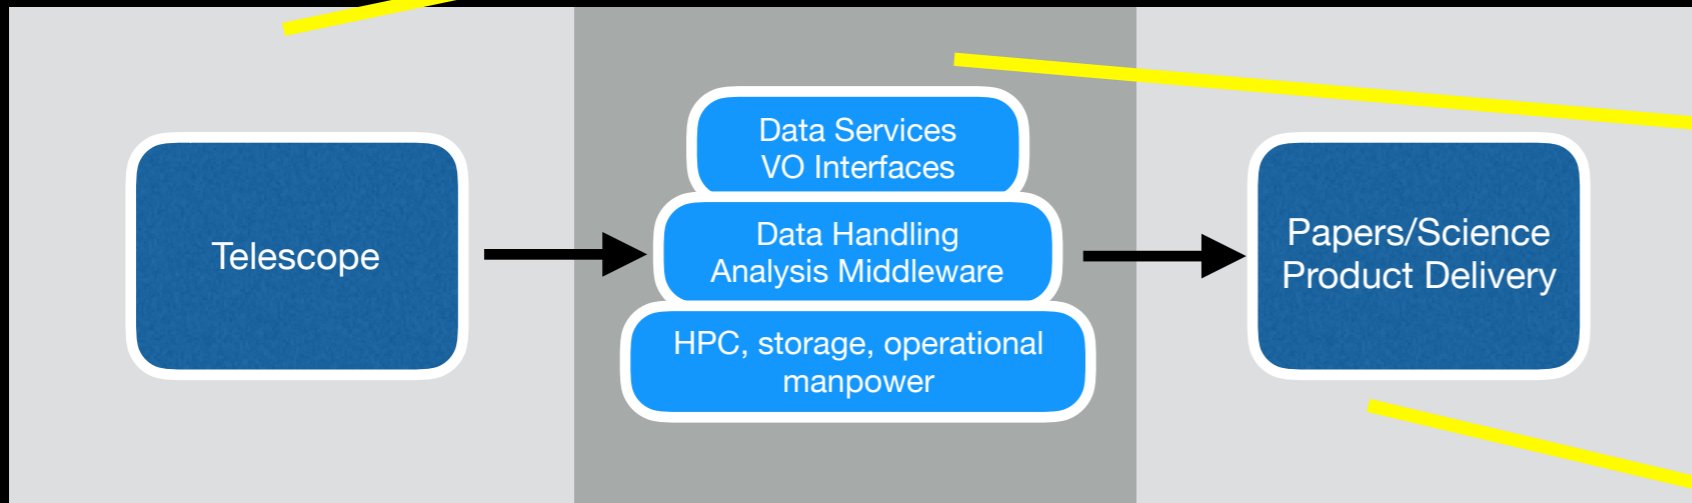 Telescope
Data Services
VO Interfaces
Data Handling
Analysis Middleware
HPC, storage, operational
manpower
Papers/Science
Product Delivery